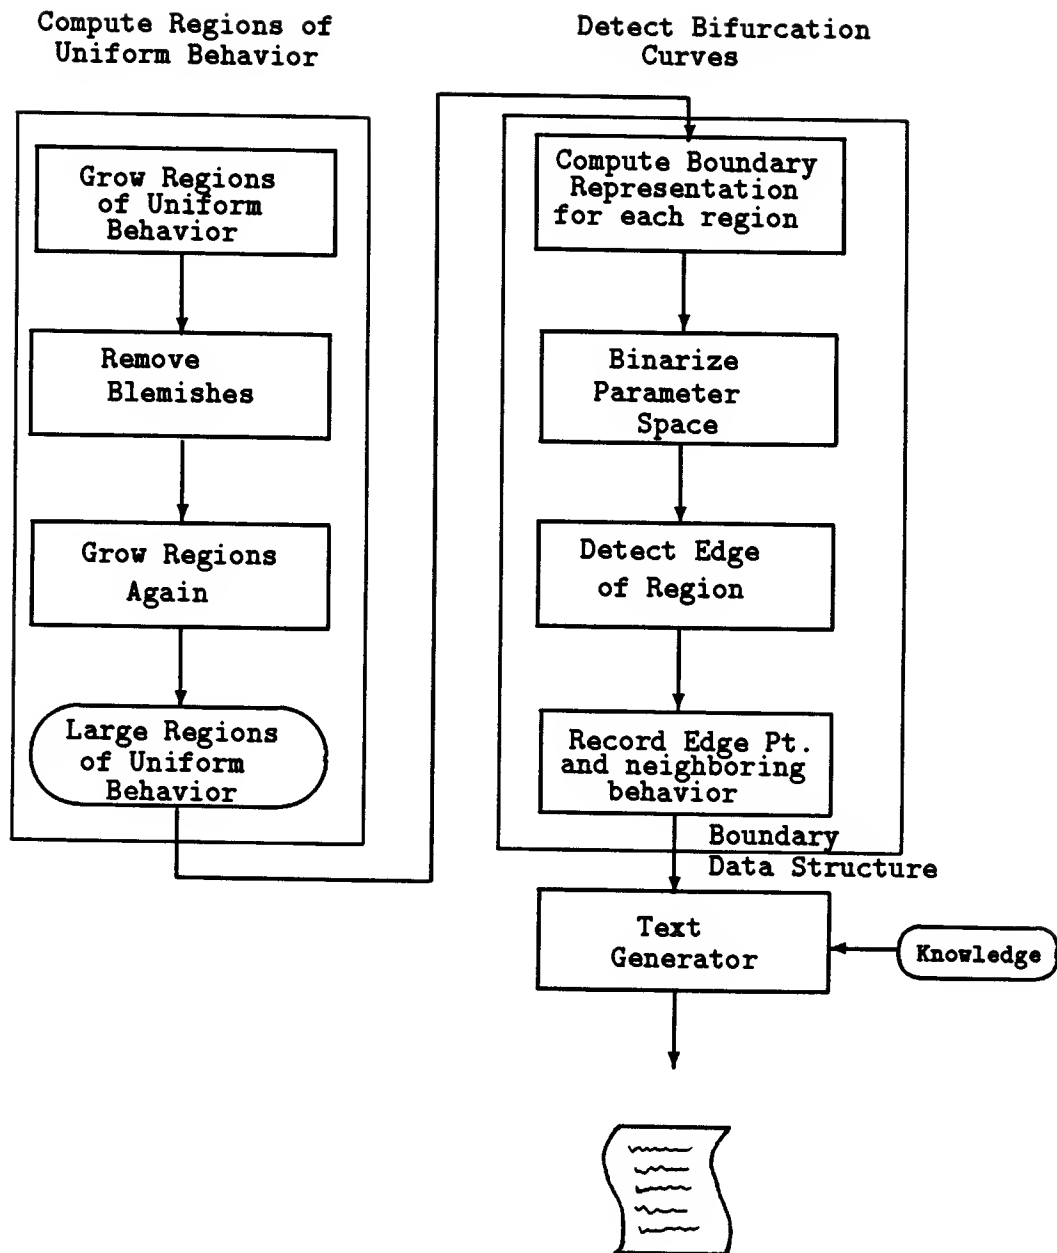 Compute Regions of
Uniform Behavior
Grow Regions
of Uniform
Behavior
Remove
Blemishes
Grow Regions
Again
Large Regions
of Uniform
Behavior
Detect Bifurcation
Curves
Compute Boundary
Representation
for each region
Binarize
Parameter
Space
Detect Edge
of Region
Record Edge Pt.
and neighboring
behavior
Boundary
Data Structure
Text
Generator
Knowledge